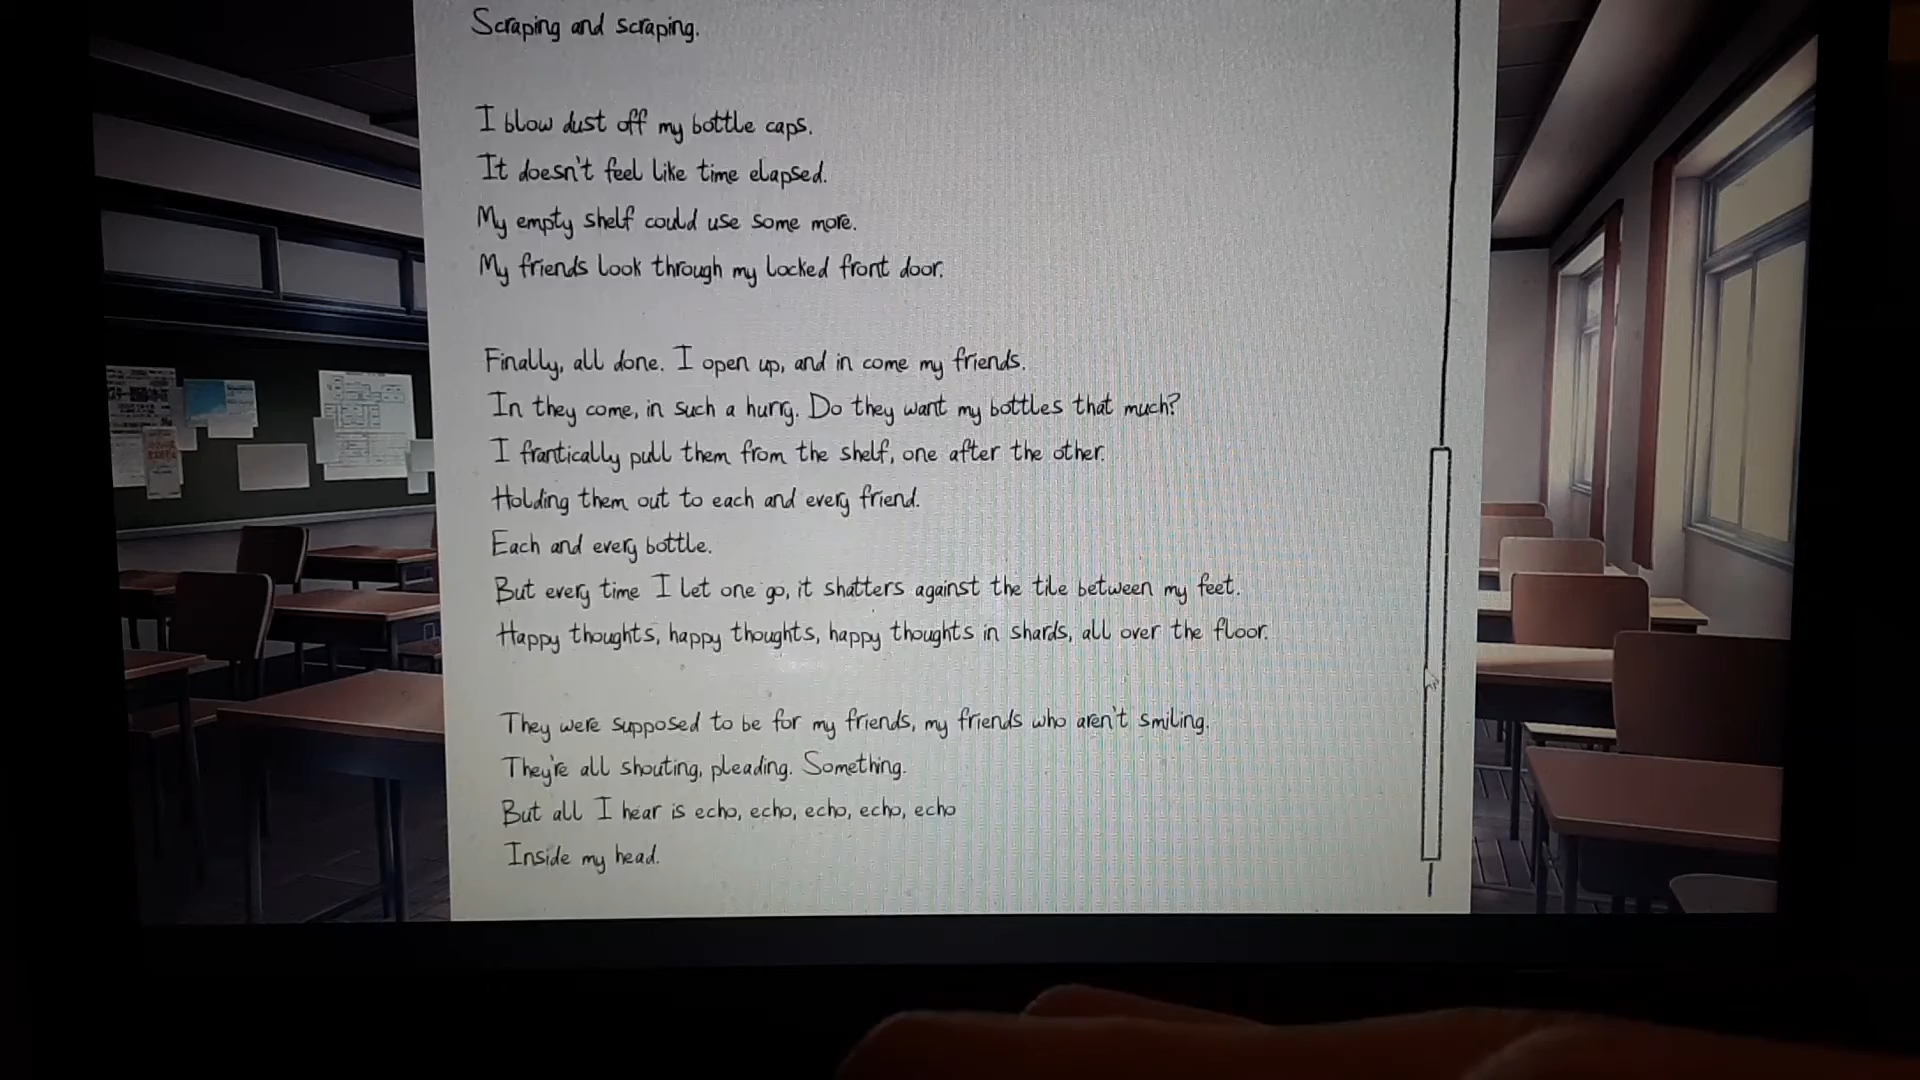 Scraping and scraping.
I blow dust off my bottle caps.
It doesn't feel like time elapsed.
My empty shelf could use some more.
My friends look through my locked front door.
Finally, all done. I open up, and in come my friends.
In they come, in such a hurry. Do they want my bottles that much?
I frantically pull them from the shelf, one after the other.
Holding them out to each and every friend.
Each and every bottle.
But every time I let one go, it shatters against the tile between my feet.
Happy thoughts, happy thoughts, happy thoughts in shards, all over the floor.
They were supposed to be for my friends, my friends who aren't smiling.
They're all shouting, pleading. Something.
But all I hear is echo, echo, echo, echo, echo
Inside my head.